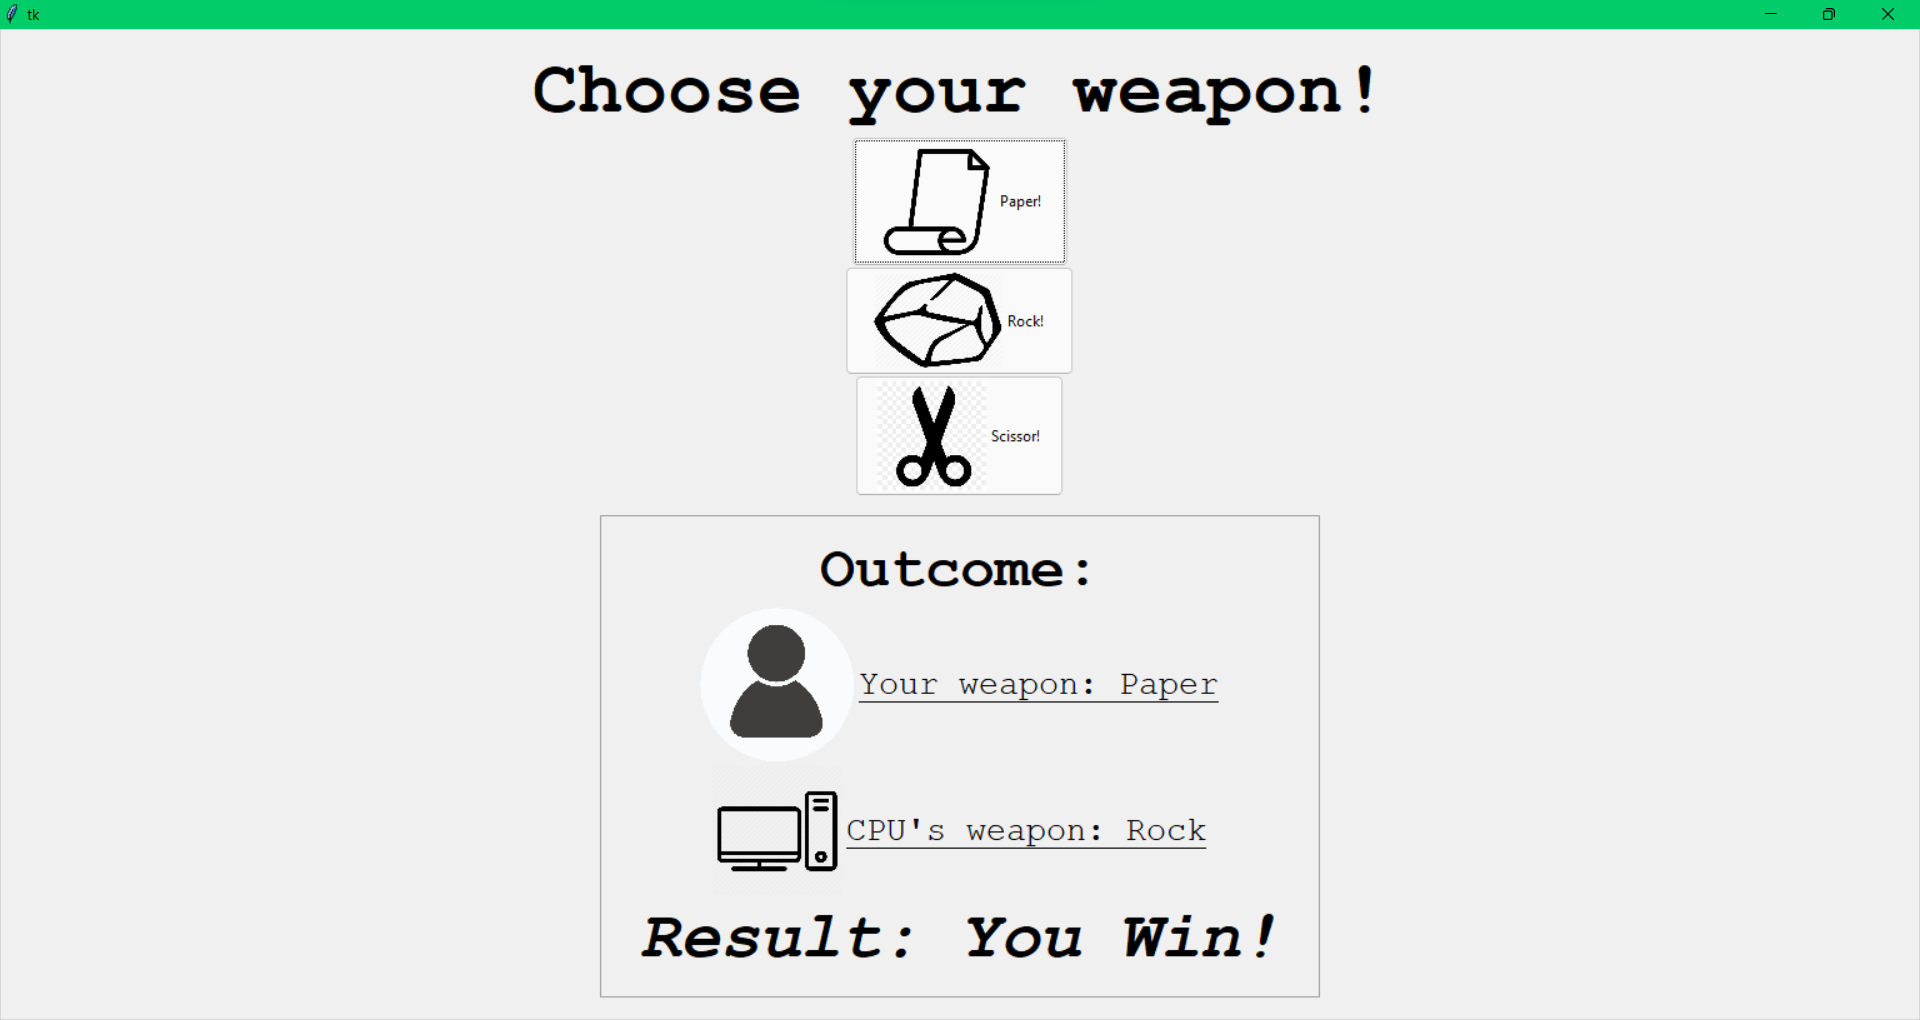 tk
Choose your weapon!
Paper!
Rock!
Scissor!
Outcome:
Your weapon: Paper
CPU's weapon: Rock
Result: You Win!